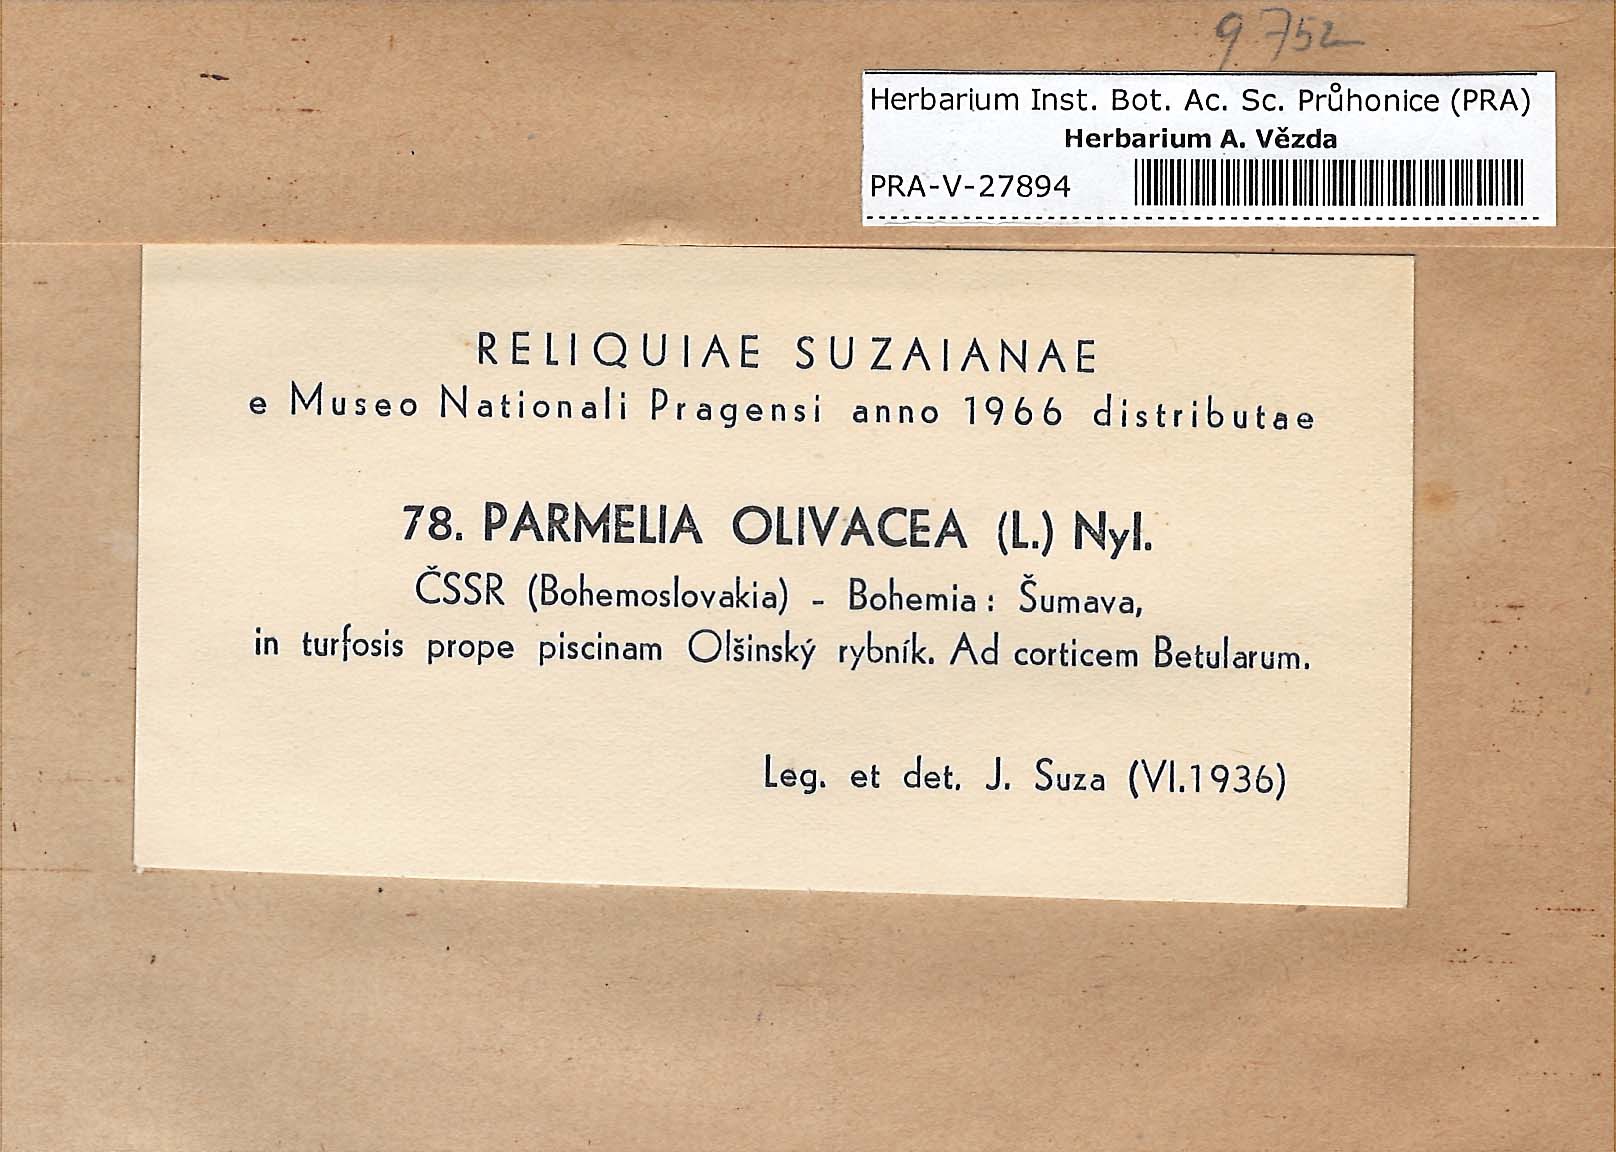 9752
Herbarium Inst. Bot. Ac. Sc. Průhonice (PRA)
Herbarium A. Vězda
PRA-V-27894
RELIQUIAE SUZAIANAE
e Museo Nationali Pragensi anno 1966 distributae
78. PARMELIA OLIVACEA (L.) Nyl.
ČSSR (Bohemoslovakia) - Bohemia : Šumava,
in turfosis prope piscinam Olšinský rybník. Ad corticem Betularum.
Leg. et det. J. Suza (VI.1936)